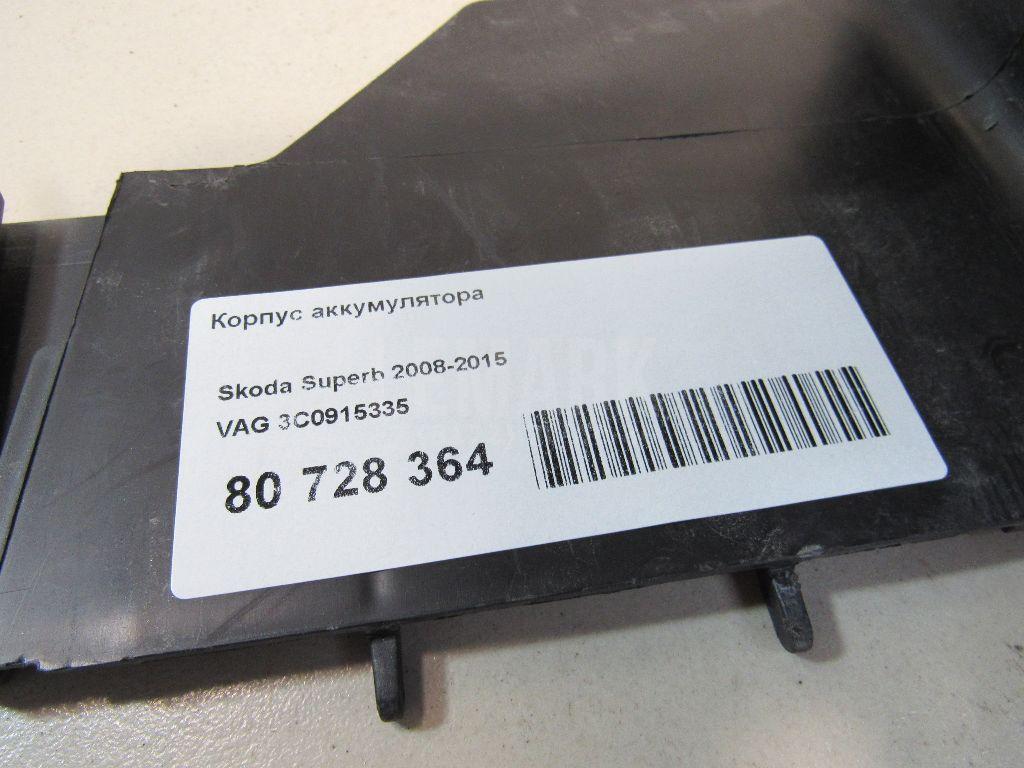 Корпус аккумулятора
Skoda Superb 2008-2015
VAG 3C0915335
80 728 364